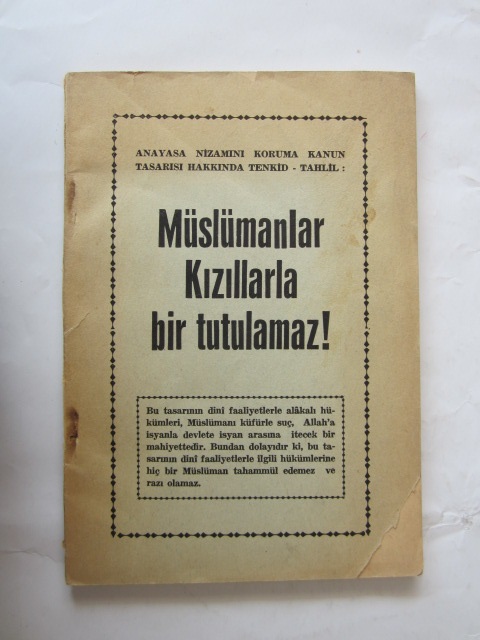 ANAYASA NİZAMINI KORUMA KANUN
TASARISI HAKKINDA TENKİD - TAHLİL :
Müslümanlar
Kızıllarla
bir tutulamaz!
Bu tasarının dinî faaliyetlerle alâkalı hü-
kümleri, Müslümanı küfürle suç, Allah'a
isyanla devlete isyan arasına itecek bir
mahiyettedir. Bundan dolayıdır ki, bu ta-
sarının dinî faaliyetlerle ilgili hükümlerine
hiç bir Müslüman tahammül edemez ve
razı olamaz.